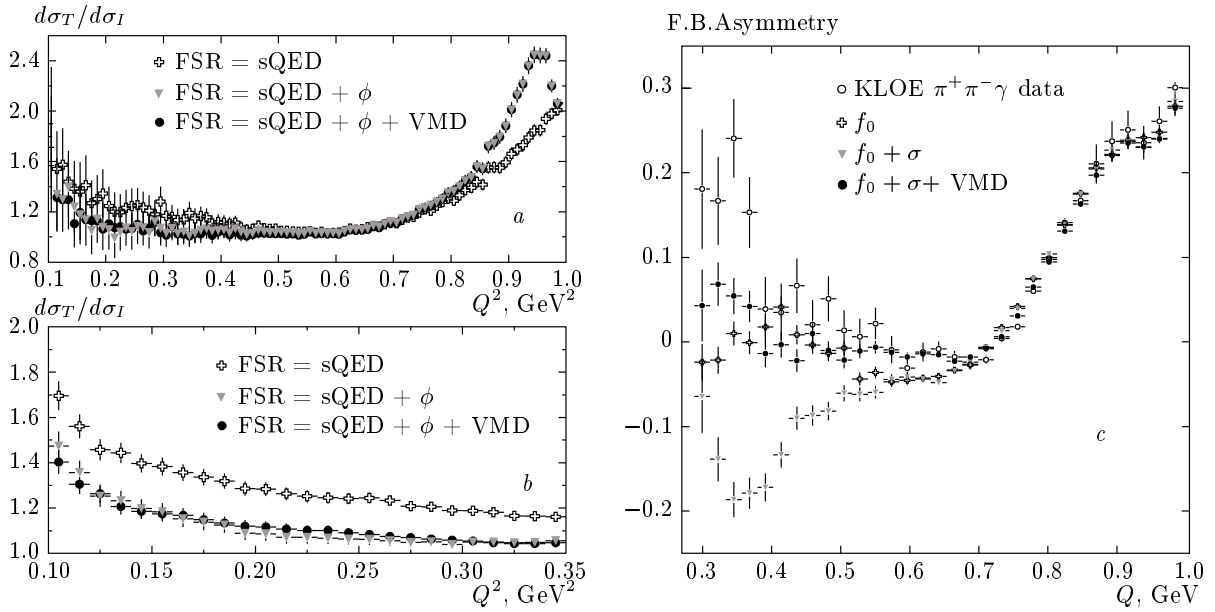 dσ_T/dσ_I
2.4
2.0
1.6
1.2
0.8
FSR = sQED
FSR = sQED + ϕ
FSR = sQED + ϕ + VMD
a
0.1 0.2 0.3 0.4 0.5 0.6 0.7 0.8 0.9 1.0
Q², GeV²
dσ_T/dσ_I
2.0
1.8
1.6
1.4
1.2
1.0
FSR = sQED
FSR = sQED + ϕ
FSR = sQED + ϕ + VMD
b
0.10 0.15 0.20 0.25 0.30 0.35
Q², GeV²
F.B.Asymmetry
0.3
0.2
0.1
0
−0.1
−0.2
KLOE π⁺π⁻γ data
f₀
f₀ + σ
f₀ + σ+ VMD
c
0.3 0.4 0.5 0.6 0.7 0.8 0.9 1.0
Q, GeV